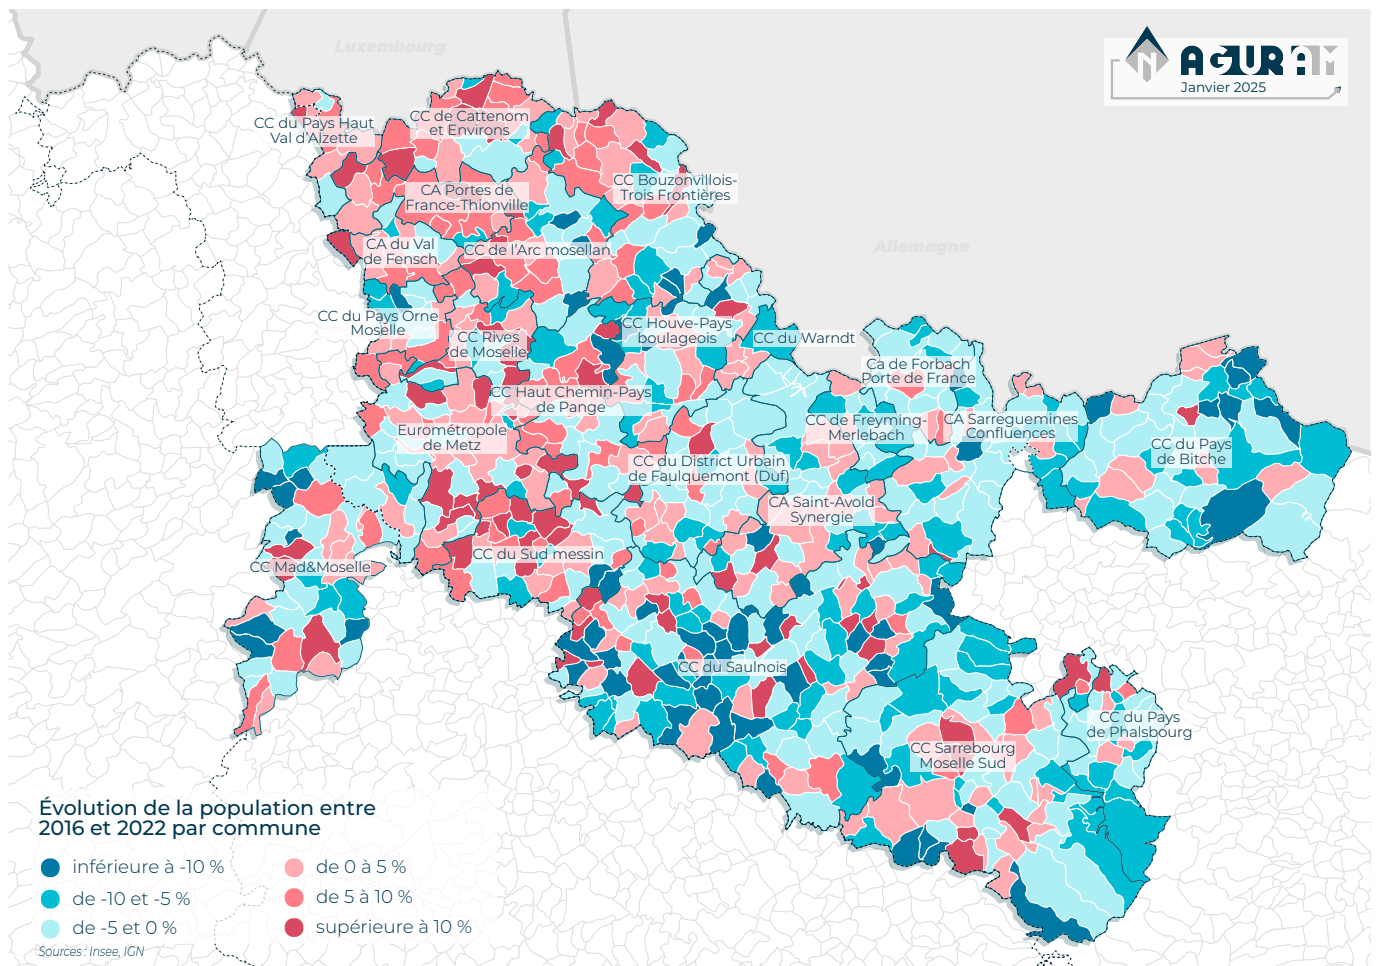 Luxembourg
AGURAM
Janvier 2025
CC du Pays Haut
Val d'Alzette
CC de Cattenom
et Environs
CC Bouzonvillois-
Trois Frontières
CA Portes de
France-Thionville
Allemagne
CA du Val
de Fensch
CC de l'Arc mosellan
CC du Pays Orne
Moselle
CC Rives
de Moselle
CC Houve-Pays
boulageois
CC du Warndt
Ca de Forbach
Porte de France
CC Haut Chemin-Pays
de Pange
CC de Freyming-
Merlebach
CA Sarreguemines
Confluences
Eurométropole
de Metz
CC du Pays
de Bitche
CC du District Urbain
de Faulquemont (Duf)
CA Saint-Avold
Synergie
CC du Sud messin
CC Mad&Moselle
CC du Saulnois
CC du Pays
de Phalsbourg
CC Sarrebourg
Moselle Sud
Évolution de la population entre
2016 et 2022 par commune
inférieure à -10 %
de -10 et -5 %
de -5 et 0 %
de 0 à 5 %
de 5 à 10 %
supérieure à 10 %
Sources : Insee, IGN